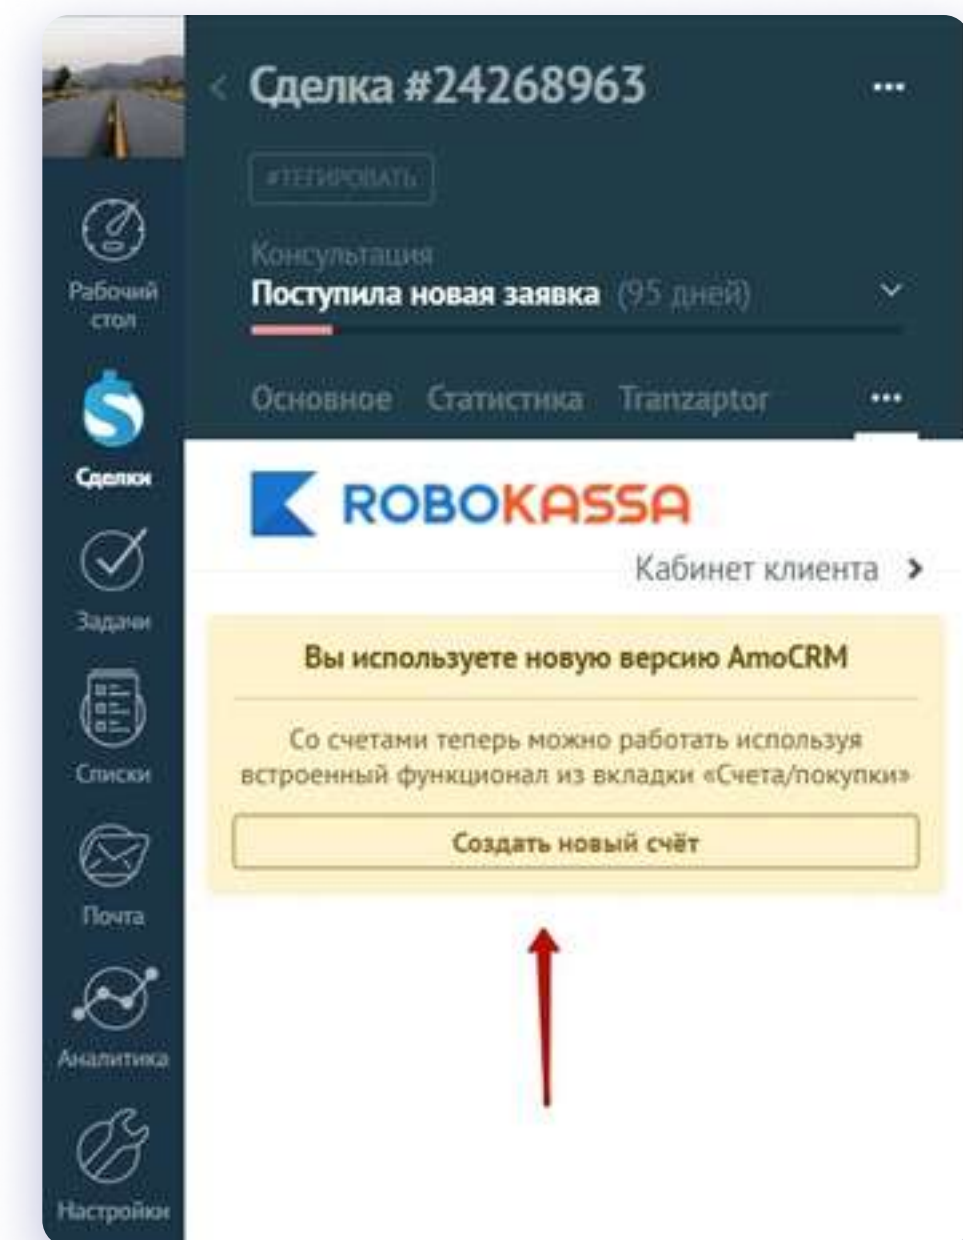 Сделка #24268963
#ТЕГИРОВАТЬ
Консультация
Поступила новая заявка (95 дней)
Основное Статистика Tranzaptor
ROBOKASSA
Кабинет клиента
Вы используете новую версию AmoCRM
Со счетами теперь можно работать используя
встроенный функционал из вкладки «Счета/покупки»
Создать новый счёт
Рабочий
стол
Сделки
Задачи
Списки
Почта
Аналитика
Настройки